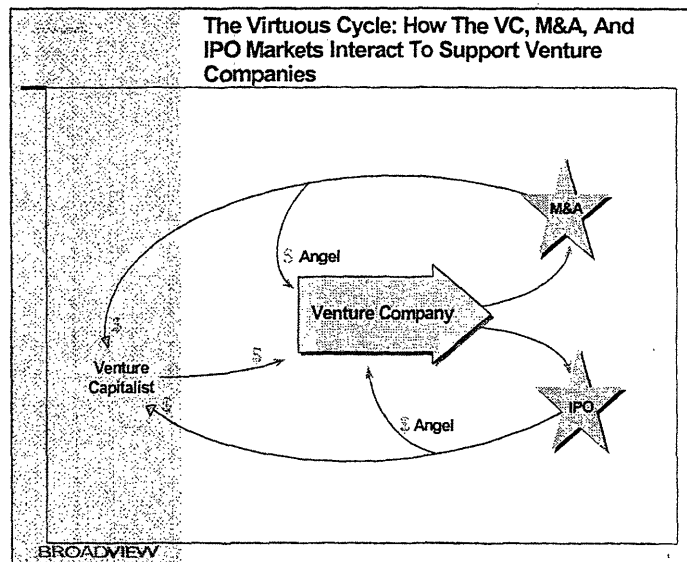 The Virtuous Cycle: How The VC, M&A, And
IPO Markets Interact To Support Venture
Companies
M&A
$ Angel
Venture Company
$
$
Venture
Capitalist
$
IPO
$ Angel
BROADVIEW